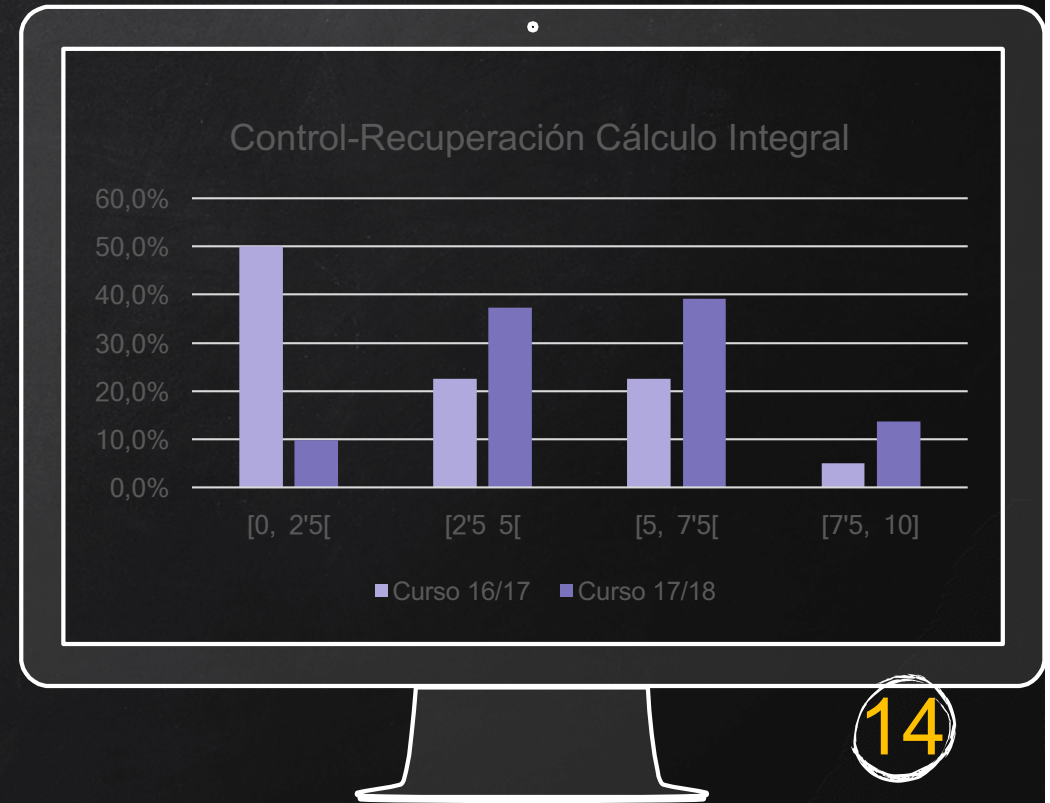 Control-Recuperación Cálculo Integral
60,0%
50,0%
40,0%
30,0%
20,0%
10,0%
0,0%
[0, 2'5[ [2'5 5[ [5, 7'5[ [7'5, 10]
Curso 16/17 Curso 17/18
14